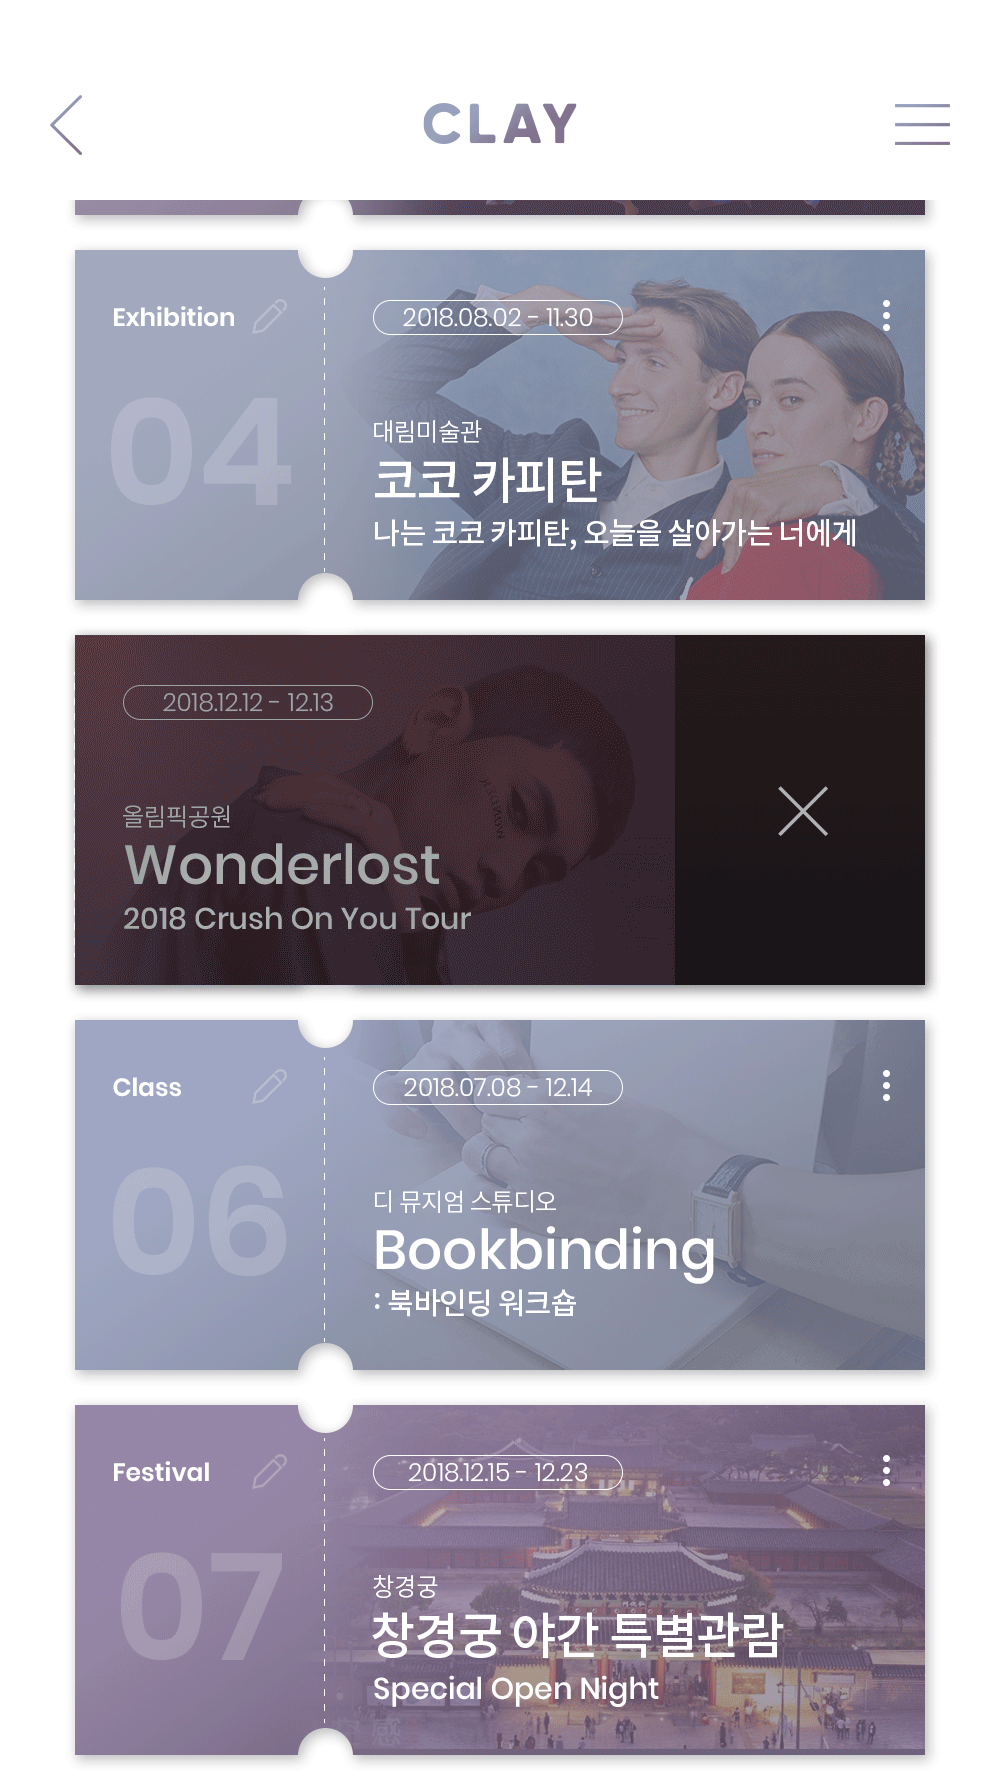 CLAY
Exhibition
2018.08.02 - 11.30
04
대림미술관
코코 카피탄
나는 코코 카피탄, 오늘을 살아가는 너에게
2018.12.12 - 12.13
올림픽공원
Wonderlost
2018 Crush On You Tour
Class
2018.07.08 - 12.14
06
디 뮤지엄 스튜디오
Bookbinding
: 북바인딩 워크숍
Festival
2018.12.15 - 12.23
07
창경궁
창경궁 야간 특별관람
Special Open Night